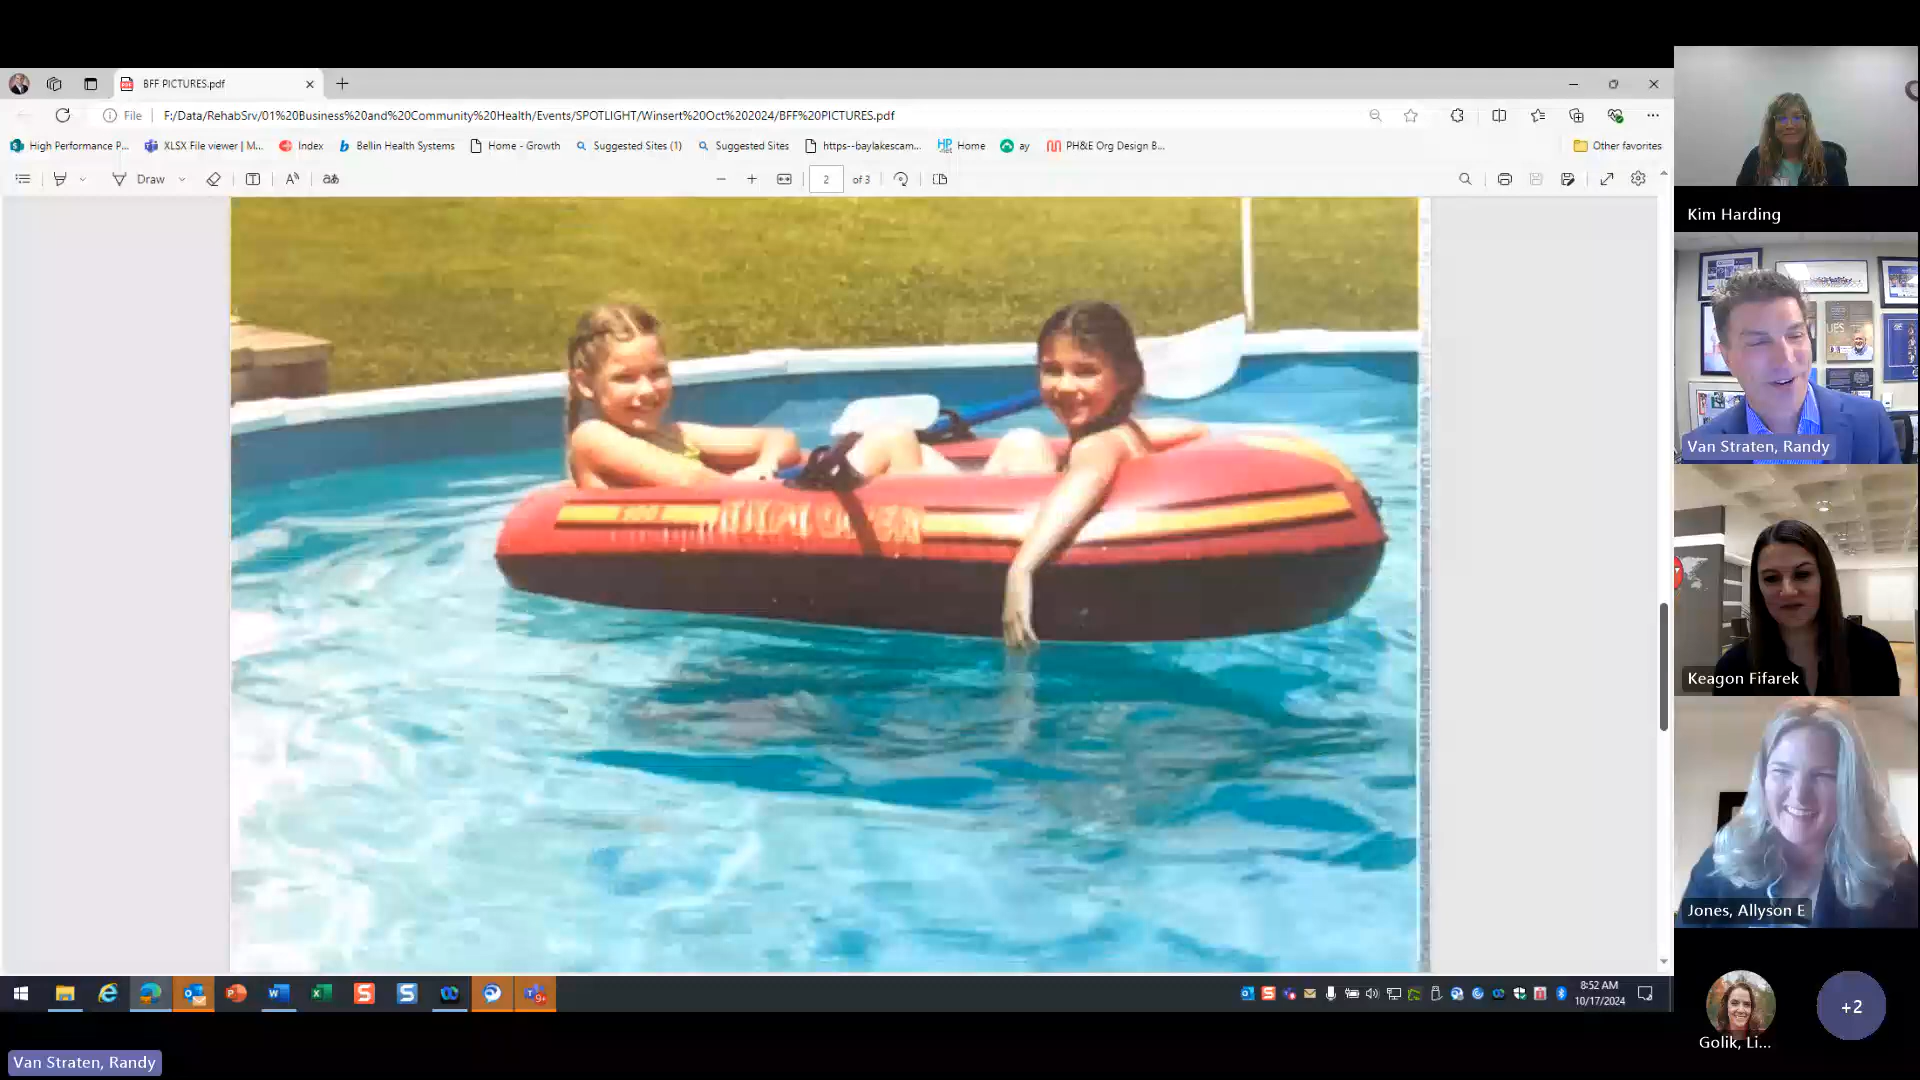 BFF PICTURES.pdf
File
F:/Data/RehabSrv/01%20Business%20and%20Community%20Health/Events/SPOTLIGHT/Winsert%20Oct%202024/BFF%20PICTURES.pdf
High Performance P...
XLSX File viewer | M...
Index
Bellin Health Systems
Home - Growth
Suggested Sites (1)
Suggested Sites
https--baylakescam...
HP
Home
ay
PH&E Org Design B...
Other favorites
Draw
2
of 3
Kim Harding
Van Straten, Randy
Keagon Fifarek
Jones, Allyson E
Golik, Li...
+2
8:52 AM
10/17/2024
Van Straten, Randy